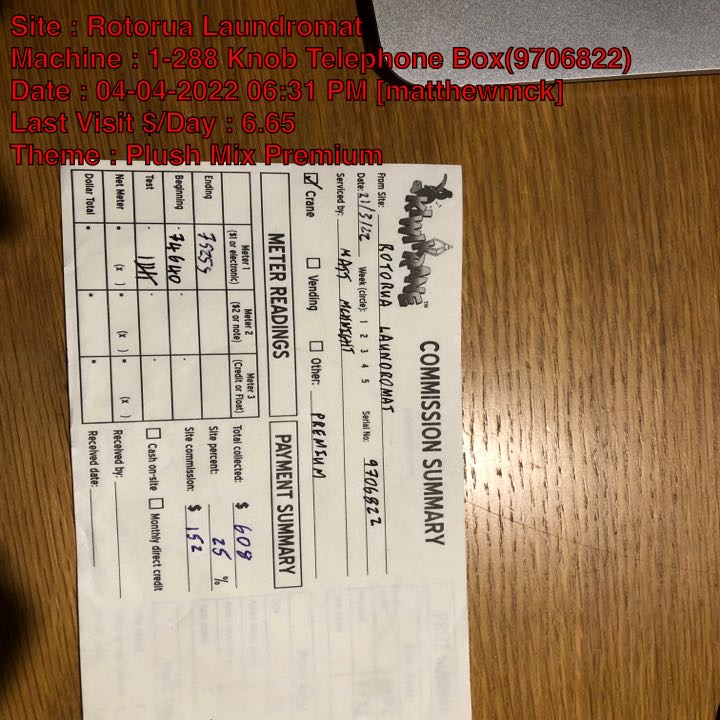 Site : Rotorua Laundromat
Machine : 1-288 Knob Telephone Box(9706822)
Date : 04-04-2022 06:31 PM [matthewmck]
Last Visit $/Day : 6.65
Theme : Plush Mix Premium
KIWI KRANE™
COMMISSION SUMMARY
From Site: ROTORUA LAUNDROMAT
Serial No: 9706822
Date: 21/3/22 Week (circle): 1 2 3 4 5
Serviced by: MATT MCKNIGHT
Crane Vending Other: PREMIUM
METER READINGS
Meter 1 ($1 or electronic) Meter 2 ($2 or note) Meter 3 (Credit or Float)
Ending
Beginning 74640
Test
Net Meter (x ) (x ) (x )
Dollar Total
PAYMENT SUMMARY
Total collected: $ 609
Site percent: 25 %
Site commission: $ 152
Cash on-site Monthly direct credit
Received by:
Received date: